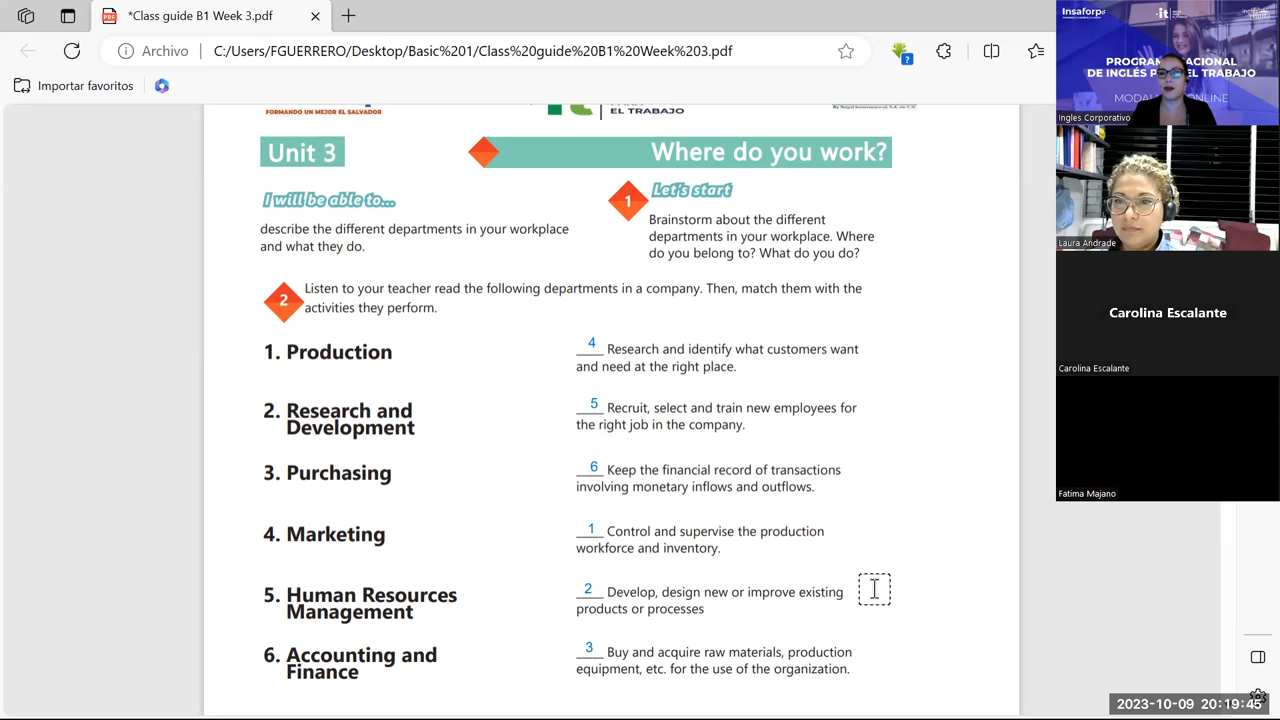 *Class guide B1 Week 3.pdf
Archivo
C:/Users/FGUERRERO/Desktop/Basic%201/Class%20guide%20B1%20Week%203.pdf
Importar favoritos
FORMANDO UN MEJOR EL SALVADOR
EL TRABAJO
Unit 3
Where do you work?
I will be able to...
describe the different departments in your workplace
and what they do.
1
Let's start
Brainstorm about the different
departments in your workplace. Where
do you belong to? What do you do?
2
Listen to your teacher read the following departments in a company. Then, match them with the
activities they perform.
1. Production
4 Research and identify what customers want
and need at the right place.
2. Research and
Development
5 Recruit, select and train new employees for
the right job in the company.
3. Purchasing
6 Keep the financial record of transactions
involving monetary inflows and outflows.
4. Marketing
1 Control and supervise the production
workforce and inventory.
5. Human Resources
Management
2 Develop, design new or improve existing
products or processes
6. Accounting and
Finance
3 Buy and acquire raw materials, production
equipment, etc. for the use of the organization.
Insaforp
it
DE INGLÉS
EL TRABAJO
Ingles Corporativo
Laura Andrade
Carolina Escalante
Carolina Escalante
Fatima Majano
2023-10-09 20:19:45